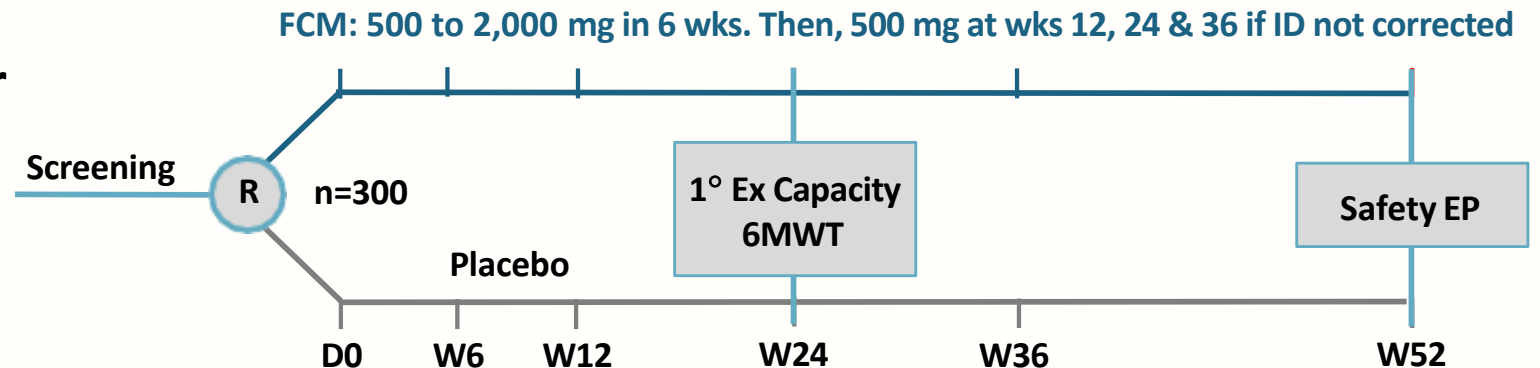 FCM: 500 to 2,000 mg in 6 wks. Then, 500 mg at wks 12, 24 & 36 if ID not corrected
r
Screening
R
n=300
1° Ex Capacity
6MWT
Safety EP
Placebo
D0 W6 W12 W24 W36 W52